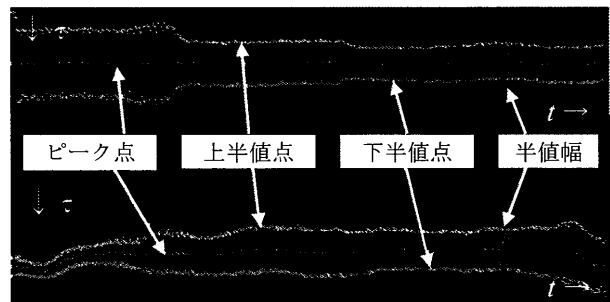 ↓ τ
t →
ピーク点 上半値点 下半値点 半値幅
↓ τ
t →